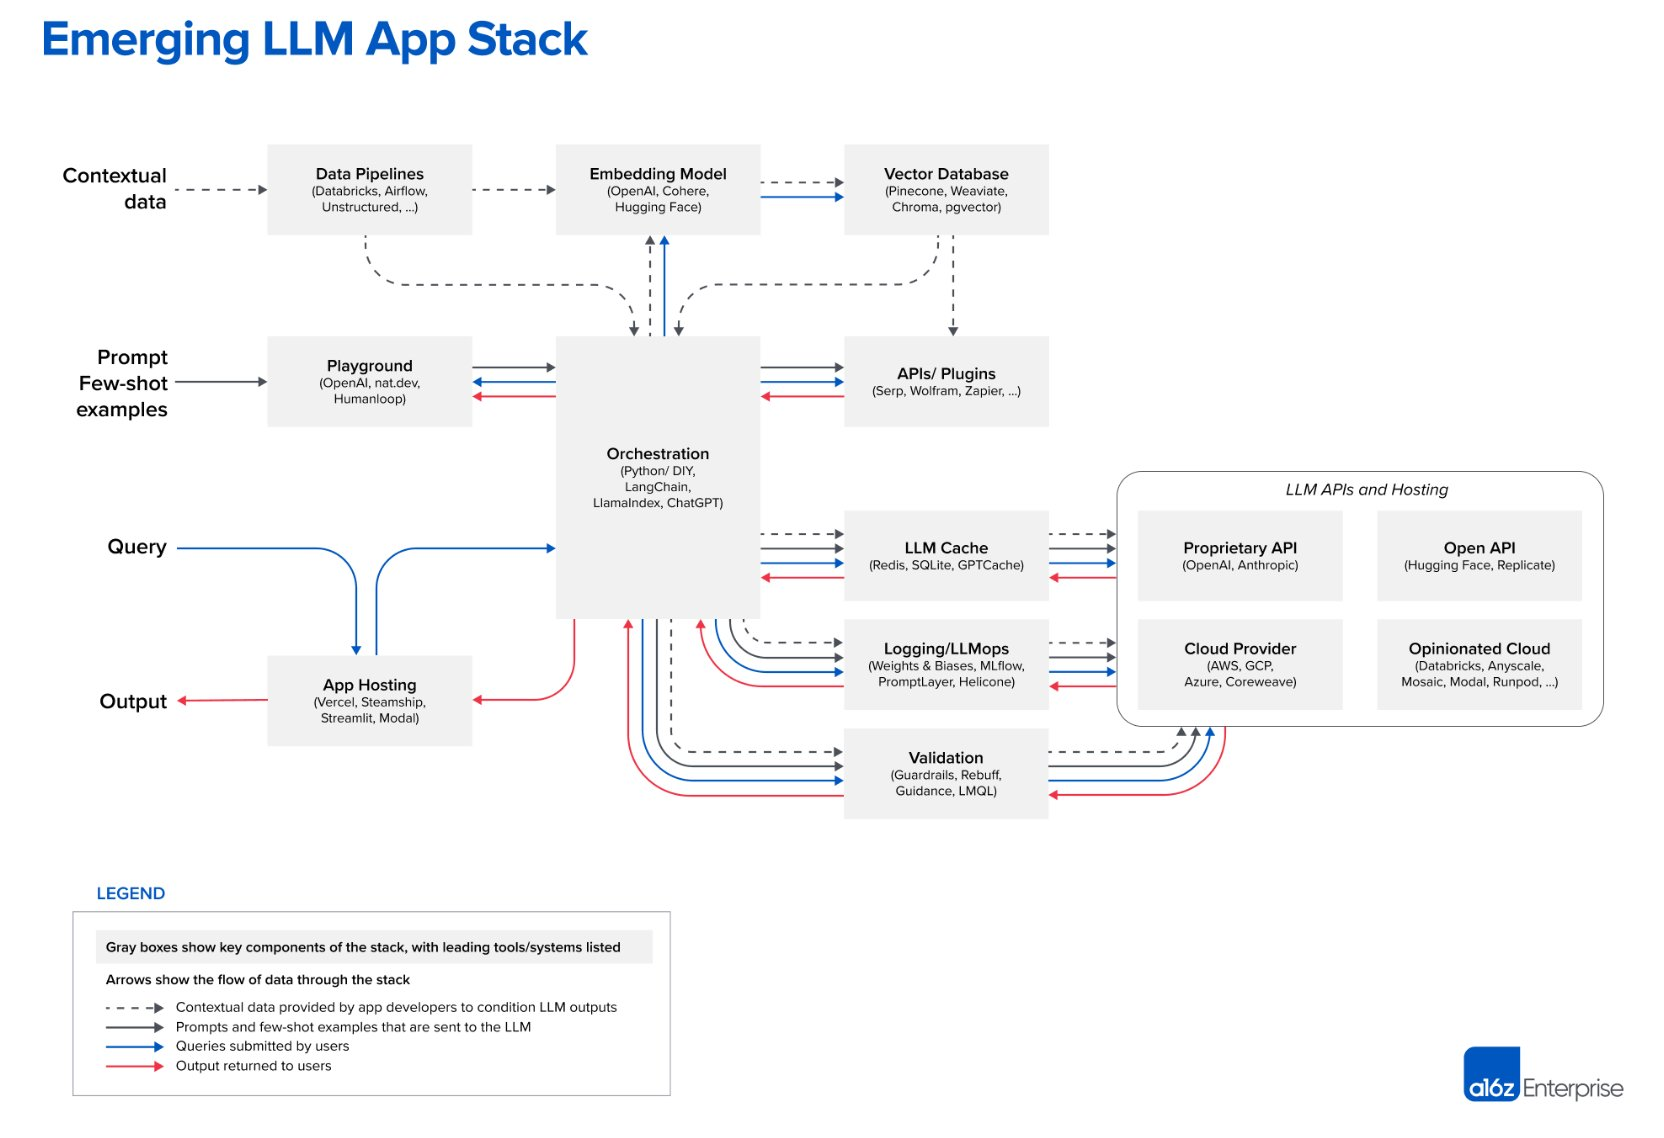 Emerging LLM App Stack
Contextual
data
Data Pipelines
(Databricks, Airflow,
Unstructured, ...)
Embedding Model
(OpenAI, Cohere,
Hugging Face)
Vector Database
(Pinecone, Weaviate,
Chroma, pgvector)
Prompt
Few-shot
examples
Playground
(OpenAI, nat.dev,
Humanloop)
Orchestration
(Python/ DIY,
LangChain,
LlamaIndex, ChatGPT)
APIs/ Plugins
(Serp, Wolfram, Zapier, ...)
Query
Output
App Hosting
(Vercel, Steamship,
Streamlit, Modal)
LLM Cache
(Redis, SQLite, GPTCache)
Logging/LLMops
(Weights & Biases, MLflow,
PromptLayer, Helicone)
Validation
(Guardrails, Rebuff,
Guidance, LMQL)
LLM APIs and Hosting
Proprietary API
(OpenAI, Anthropic)
Open API
(Hugging Face, Replicate)
Cloud Provider
(AWS, GCP,
Azure, Coreweave)
Opinionated Cloud
(Databricks, Anyscale,
Mosaic, Modal, Runpod, ...)
LEGEND
Gray boxes show key components of the stack, with leading tools/systems listed
Arrows show the flow of data through the stack
Contextual data provided by app developers to condition LLM outputs
Prompts and few-shot examples that are sent to the LLM
Queries submitted by users
Output returned to users
a16z Enterprise